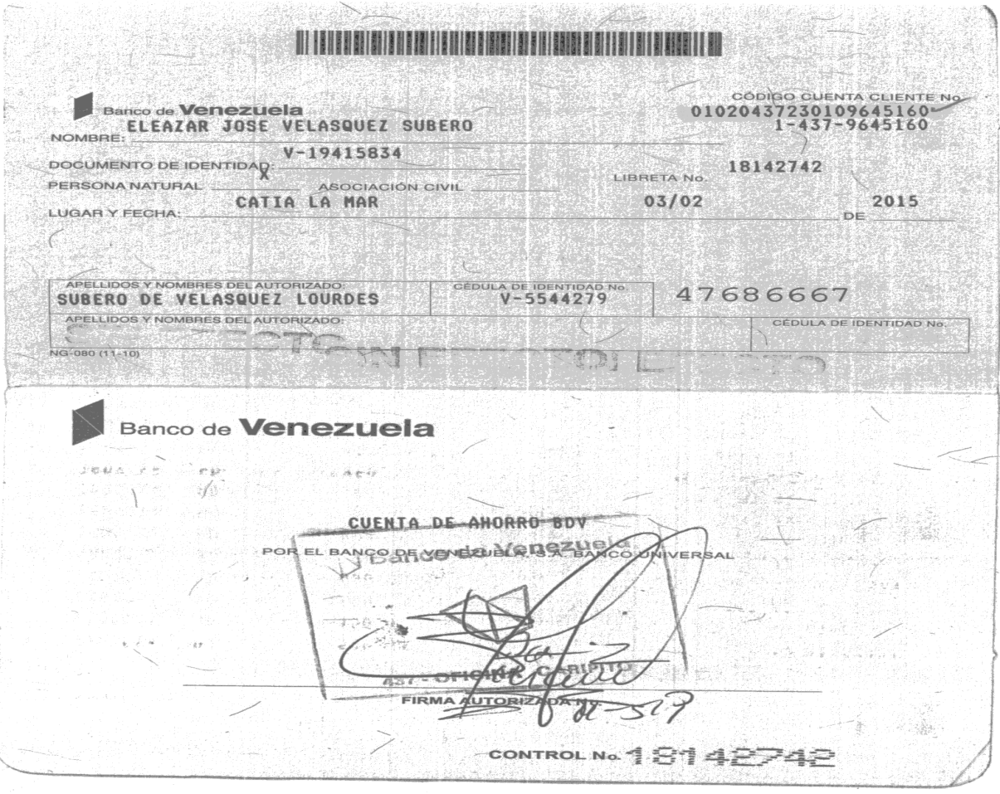 Banco de Venezuela
CÓDIGO CUENTA CLIENTE No.
01020437230109645160
1-437-9645160
ELEAZAR JOSE VELASQUEZ SUBERO
NOMBRE:
V-19415834
DOCUMENTO DE IDENTIDAD:
18142742
LIBRETA No.
X
PERSONA NATURAL ASOCIACIÓN CIVIL
CATIA LA MAR 03/02 2015
LUGAR Y FECHA: DE
APELLIDOS Y NOMBRES DEL AUTORIZADO: CÉDULA DE IDENTIDAD No.
SUBERO DE VELASQUEZ LOURDES V-5544279 47686667
APELLIDOS Y NOMBRES DEL AUTORIZADO: CÉDULA DE IDENTIDAD No.
NG-080 (11-10)
Banco de Venezuela
CUENTA DE AHORRO BDV
POR EL BANCO DE VENEZUELA, S.A. BANCO UNIVERSAL
Banco de Venezuela
437 - OFICINA CARIPITO
FIRMA AUTORIZADA No.
CONTROL No. 18142742